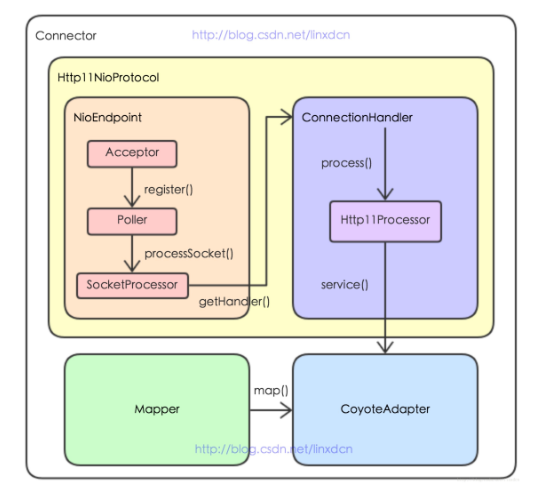 Connector
http://blog.csdn.net/linxdcn
Http11NioProtocol
NioEndpoint
Acceptor
register()
Poller
processSocket()
SocketProcessor
getHandler()
ConnectionHandler
process()
Http11Processor
service()
Mapper
map()
CoyoteAdapter
http://blog.csdn.net/linxdcn